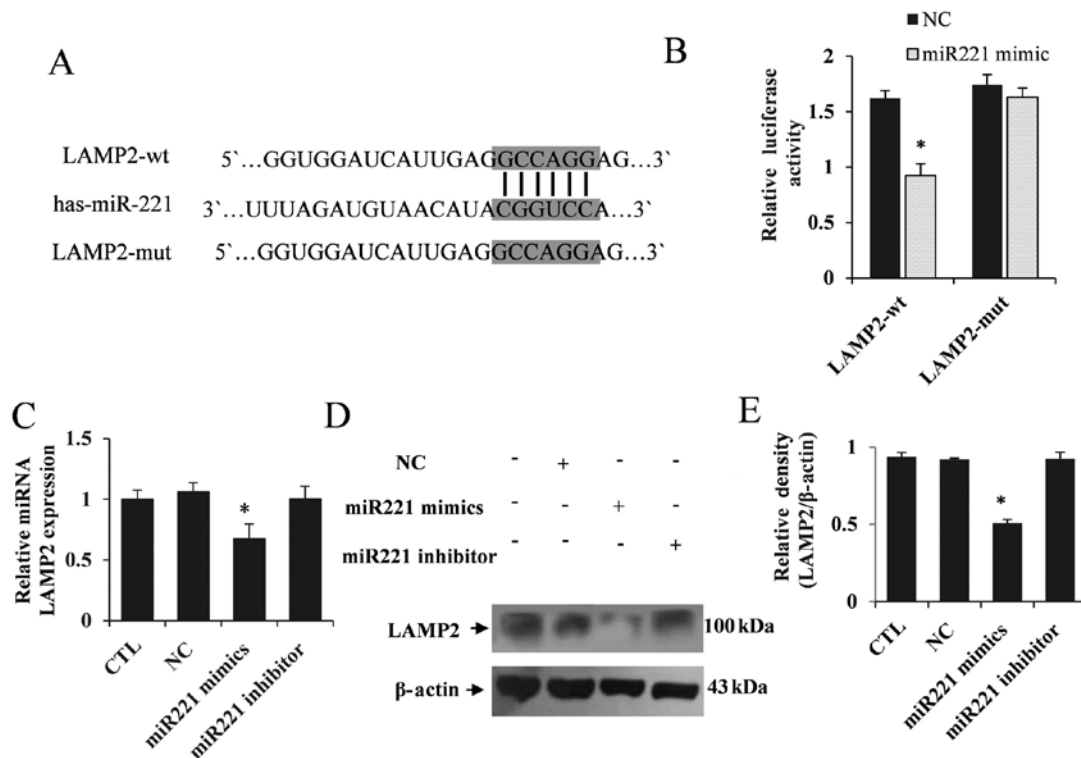 A
LAMP2-wt 5`...GGUGGAUCAUUGAGGCCAGGAG...3`
has-miR-221 3`...UUUAGAUGUAACAUACGGUCCA...3`
LAMP2-mut 5`...GGUGGAUCAUUGAGGCCAGGAG...3`
B
NC
miR221 mimic
Relative luciferase
activity
2
1.5
1
0.5
0
*
LAMP2-wt
LAMP2-mut
C
Relative miRNA
LAMP2 expression
1.5
1
0.5
0
*
CTL
NC
miR221 mimics
miR221 inhibitor
D
NC - + - -
miR221 mimics - - + -
miR221 inhibitor - - - +
LAMP2 100 kDa
β-actin 43 kDa
E
Relative density
(LAMP2/β-actin)
1
0.5
0
*
CTL
NC
miR221 mimics
miR221 inhibitor